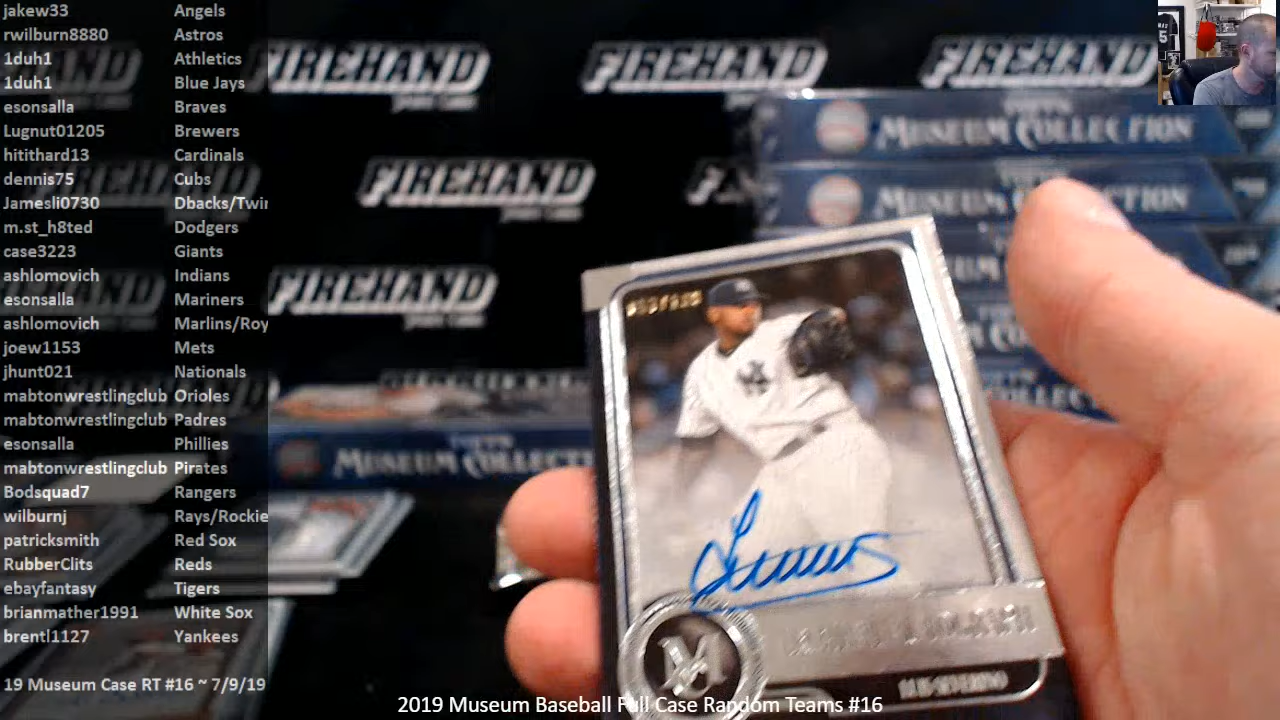 jakew33 Angels
rwilburn8880 Astros
1duh1 Athletics
1duh1 Blue Jays
esonsalla Braves
Lugnut01205 Brewers
hitithard13 Cardinals
dennis75 Cubs
Jamesli0730 Dbacks/Twin
m.st_h8ted Dodgers
case3223 Giants
ashlomovich Indians
esonsalla Mariners
ashlomovich Marlins/Roy
joew1153 Mets
jhunt021 Nationals
mabtonwrestlingclub Orioles
mabtonwrestlingclub Padres
esonsalla Phillies
mabtonwrestlingclub Pirates
Bodsquad7 Rangers
wilburnj Rays/Rockie
patricksmith Red Sox
RubberClits Reds
ebayfantasy Tigers
brianmather1991 White Sox
brentl1127 Yankees
19 Museum Case RT #16 ~ 7/9/19
FIREHAND
FIREHAND
FIREHAND
FIREHAND
FIREHAND
MUSEUM COLLECTION
MUSEUM COLLECTION
MUSEUM COLLECTION
M
2019 Museum Baseball Full Case Random Teams #16